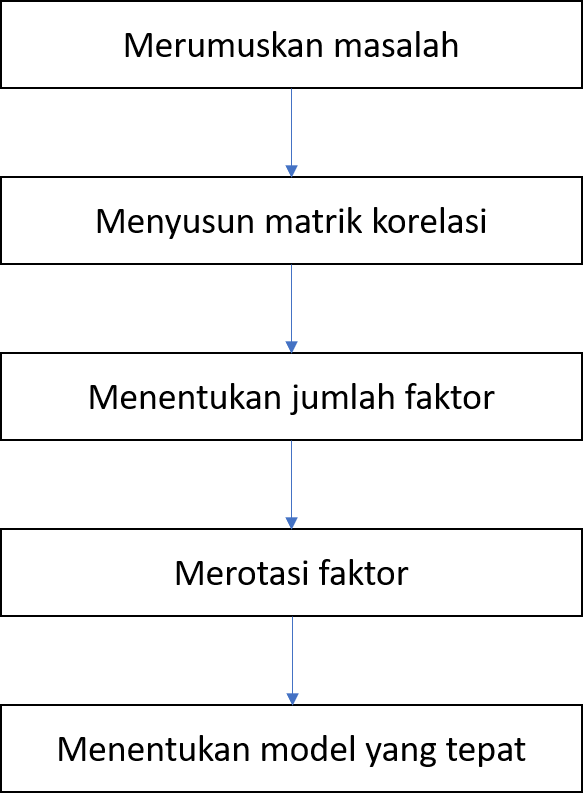 Merumuskan masalah
Menyusun matrik korelasi
Menentukan jumlah faktor
Merotasi faktor
Menentukan model yang tepat